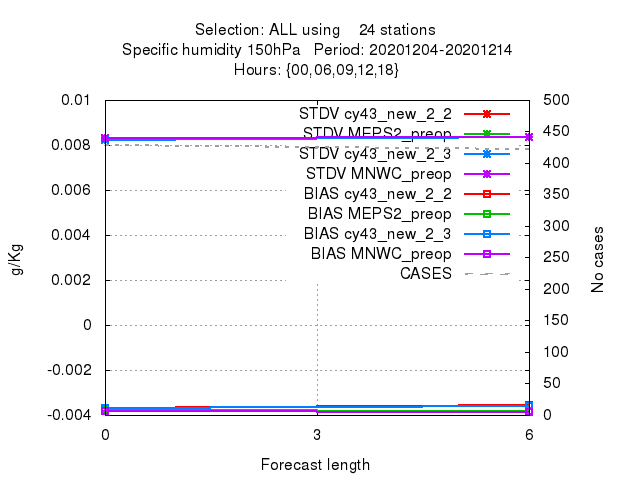 Selection: ALL using    24 stations
Specific humidity 150hPa   Period: 20201204-20201214
Hours: {00,06,09,12,18}
0.01
0.008
0.006
0.004
0.002
0
-0.002
-0.004
g/Kg
STDV cy43_new_2_2
STDV MEPS2_preop
STDV cy43_new_2_3
STDV MNWC_preop
BIAS cy43_new_2_2
BIAS MEPS2_preop
BIAS cy43_new_2_3
BIAS MNWC_preop
CASES
500
450
400
350
300
250
200
150
100
50
0
No cases
0 3 6
Forecast length